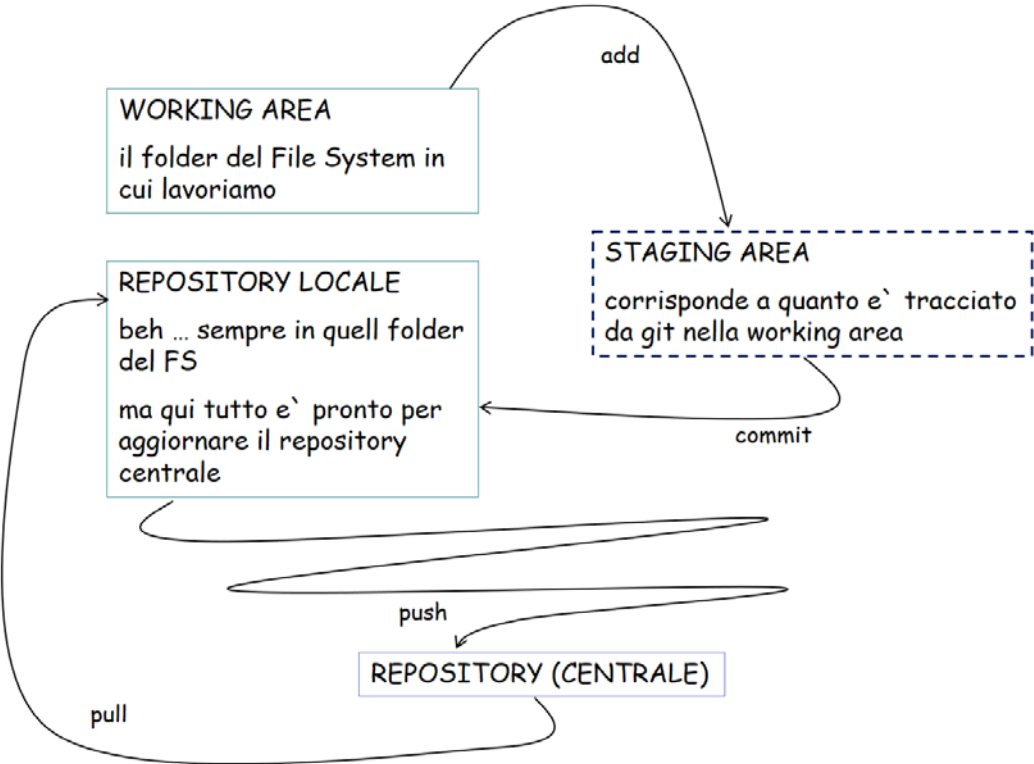 add
WORKING AREA
il folder del File System in
cui lavoriamo
STAGING AREA
corrisponde a quanto e` tracciato
da git nella working area
REPOSITORY LOCALE
beh ... sempre in quell folder
del FS
ma qui tutto e` pronto per
aggiornare il repository
centrale
commit
push
REPOSITORY (CENTRALE)
pull